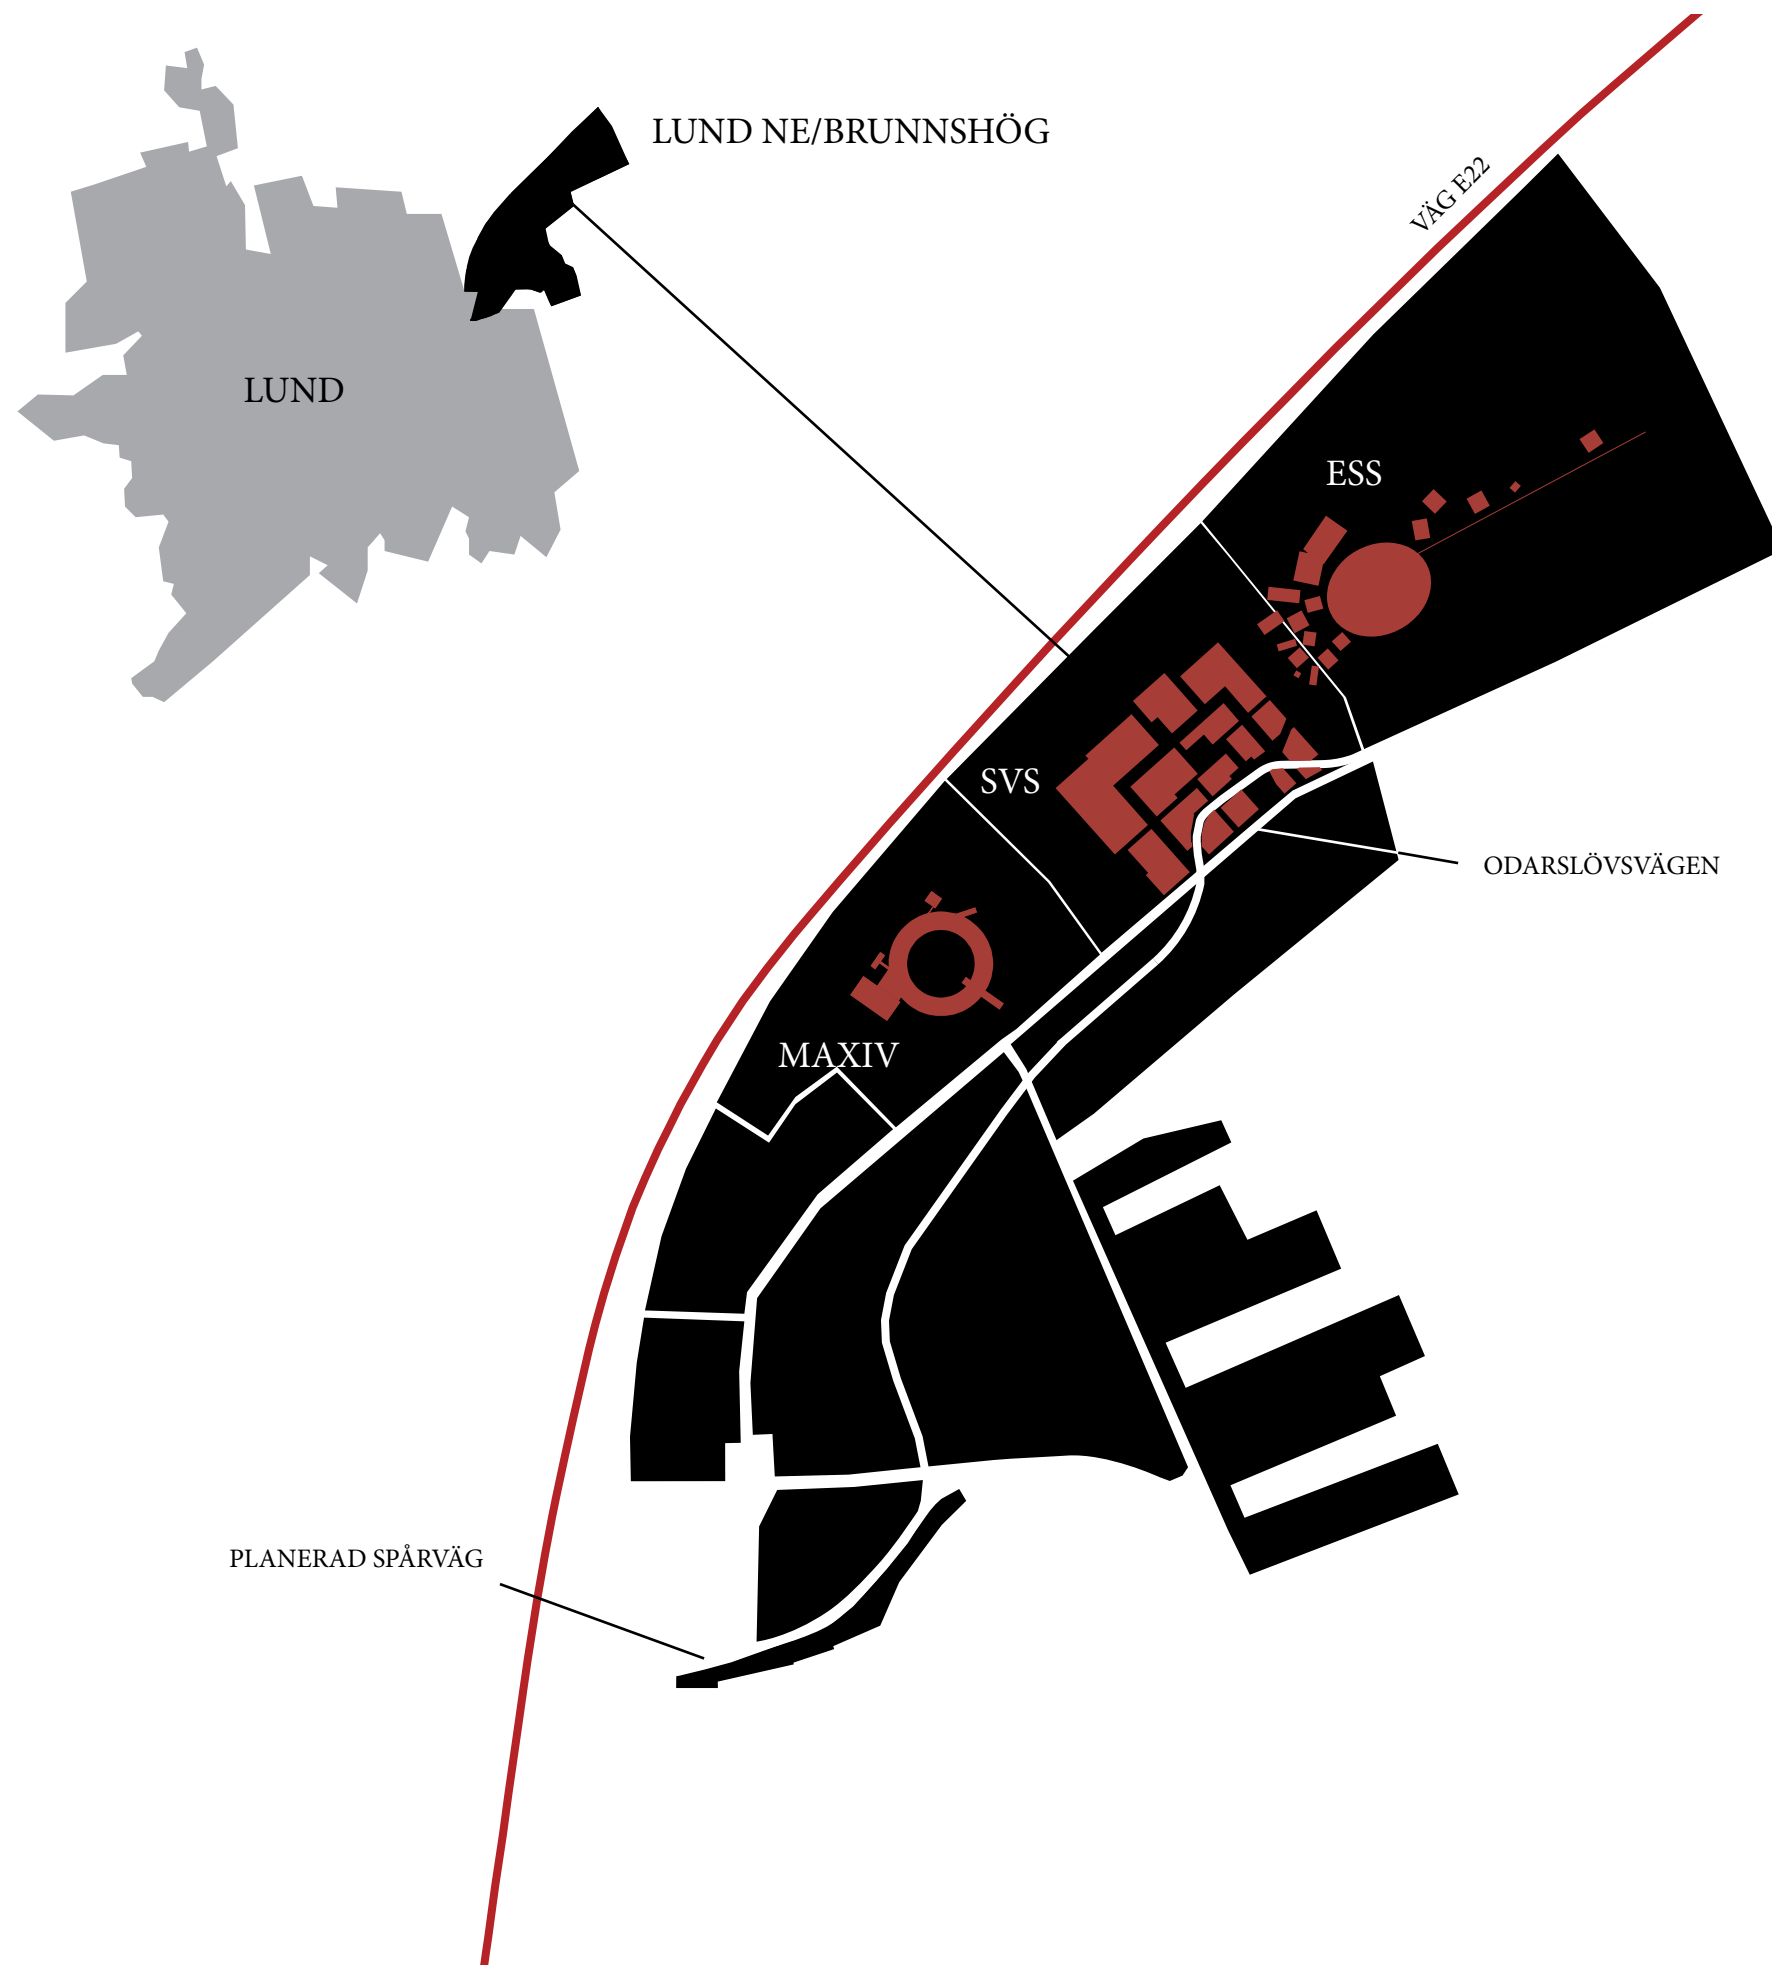 LUND NE/BRUNNSHÖG
VÄG E22
LUND
ESS
SVS
ODARSLÖVSVÄGEN
MAXIV
PLANERAD SPÅRVÄG